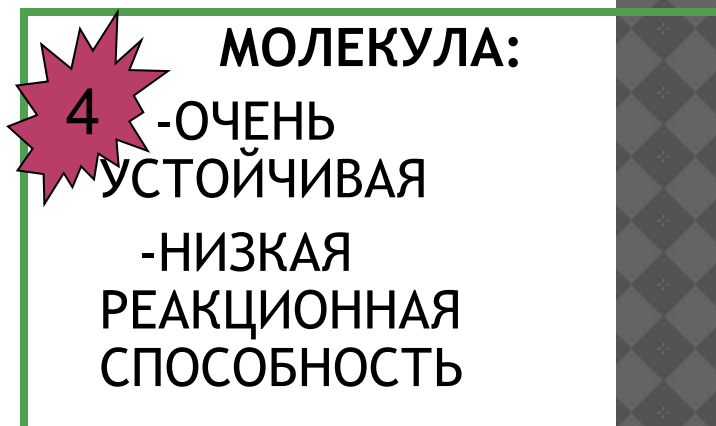 МОЛЕКУЛА:
4
-ОЧЕНЬ
УСТОЙЧИВАЯ
-НИЗКАЯ
РЕАКЦИОННАЯ
СПОСОБНОСТЬ